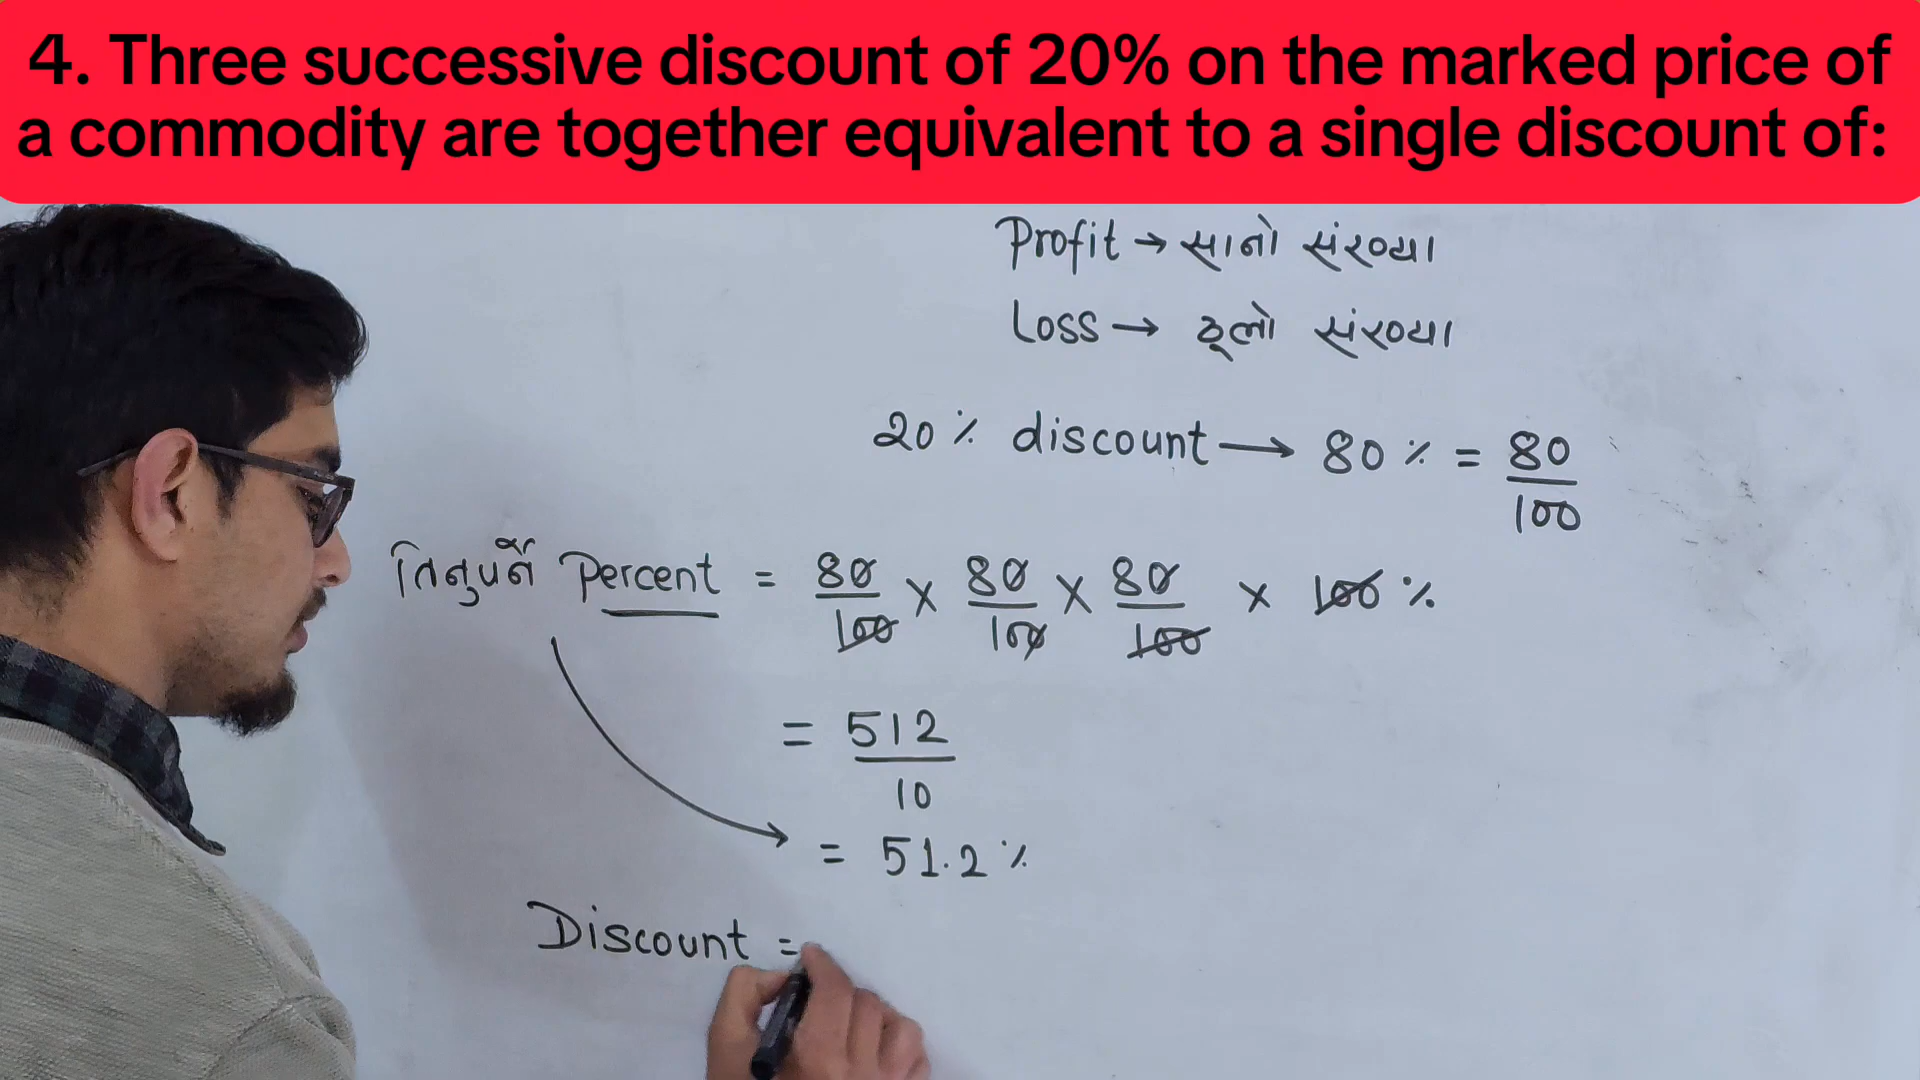 4. Three successive discount of 20% on the marked price of
a commodity are together equivalent to a single discount of:
Profit → सानो संख्या
Loss → ठूलो संख्या
20% discount → 80% = 80/100
तिनुपर्ने Percent = 80/100 × 80/100 × 80/100 × 100%
= 512/10
= 51.2%
Discount =